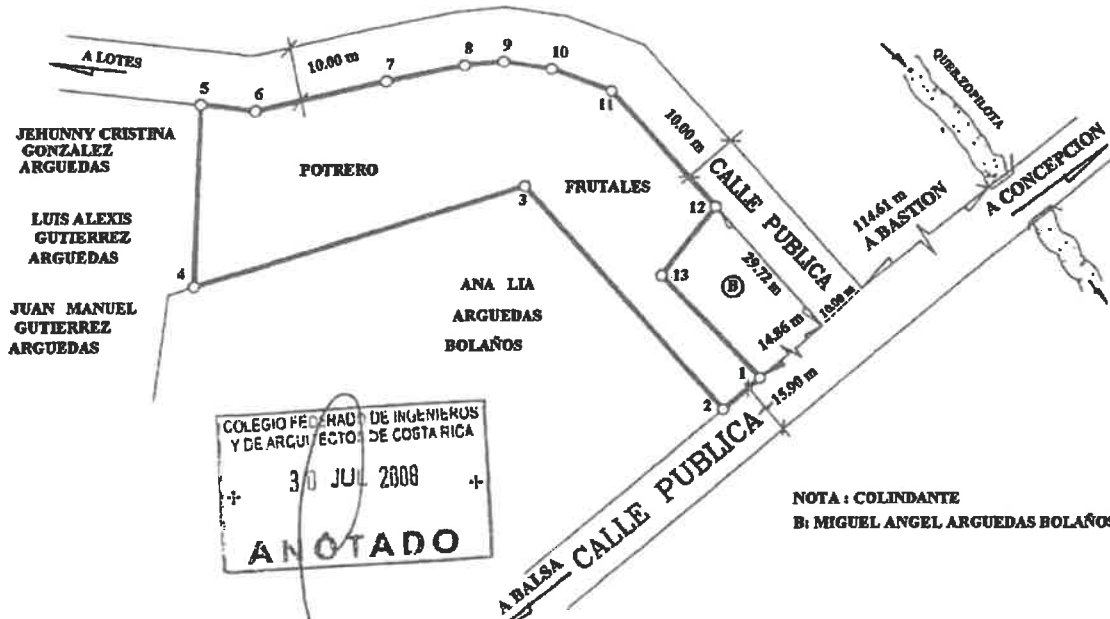 A LOTES
10.00 m
5
6
7
8
9
10
11
10.00 m
CALLE PUBLICA
12
QUERZOPILOTA
114.61 m
A BASTION
A CONCEPCION
JEHUNNY CRISTINA
GONZALEZ
ARGUEDAS
POTRERO
FRUTALES
3
LUIS ALEXIS
GUTIERREZ
ARGUEDAS
4
13
B
29.72 m
10.00 m
14.86 m
JUAN MANUEL
GUTIERREZ
ARGUEDAS
ANA LIA
ARGUEDAS
BOLAÑOS
1
2
15.90 m
CALLE PUBLICA
A BALSA
COLEGIO FEDERADO DE INGENIEROS
Y DE ARQUITECTOS DE COSTA RICA
30 JUL 2008
ANOTADO
NOTA : COLINDANTE
B: MIGUEL ANGEL ARGUEDAS BOLAÑOS